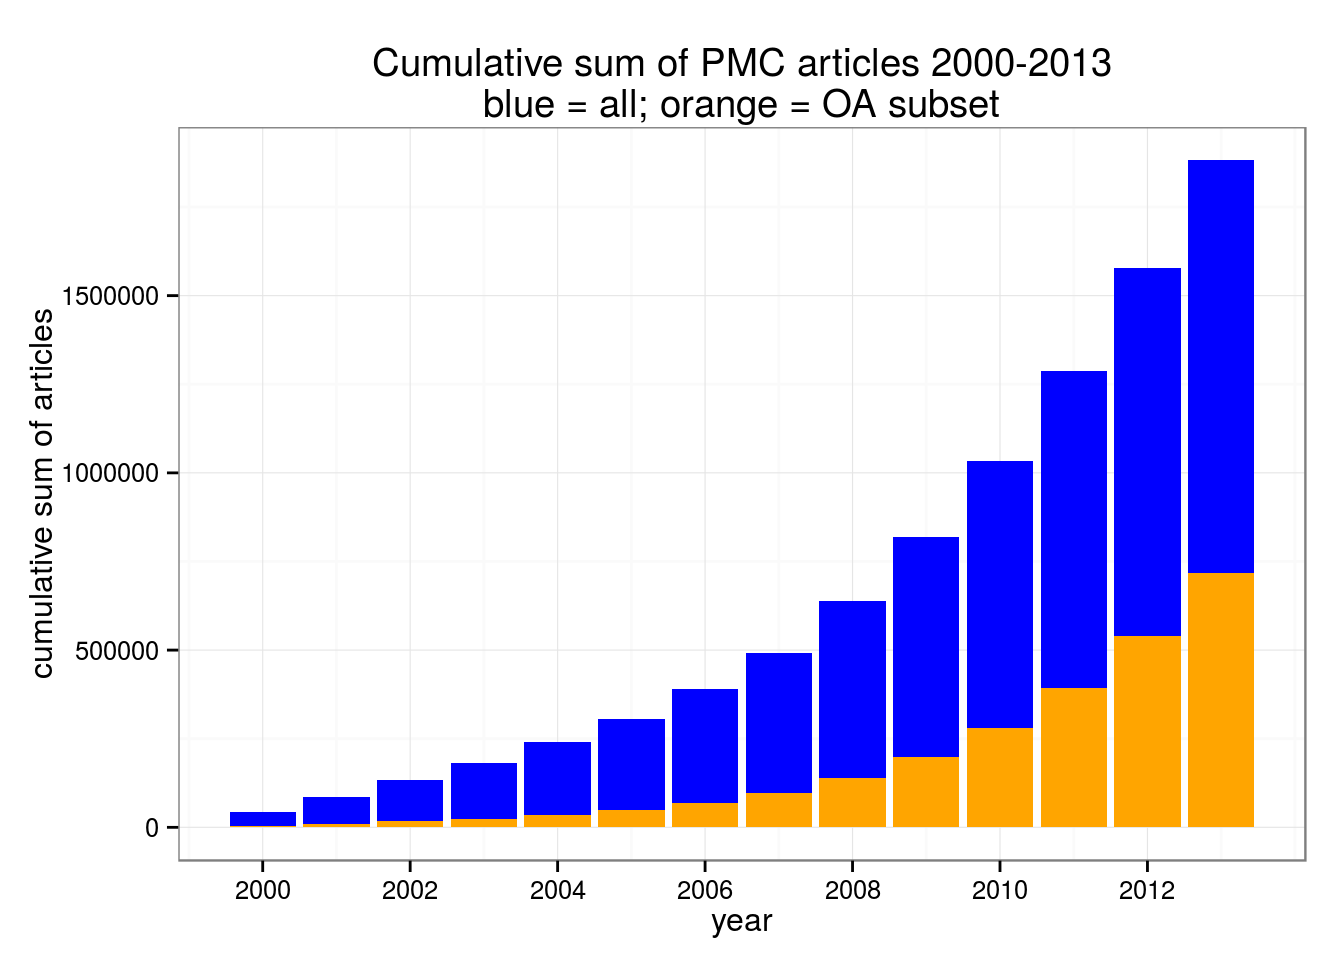 Cumulative sum of PMC articles 2000-2013
blue = all; orange = OA subset
cumulative sum of articles
1500000
1000000
500000
0
2000 2002 2004 2006 2008 2010 2012
year